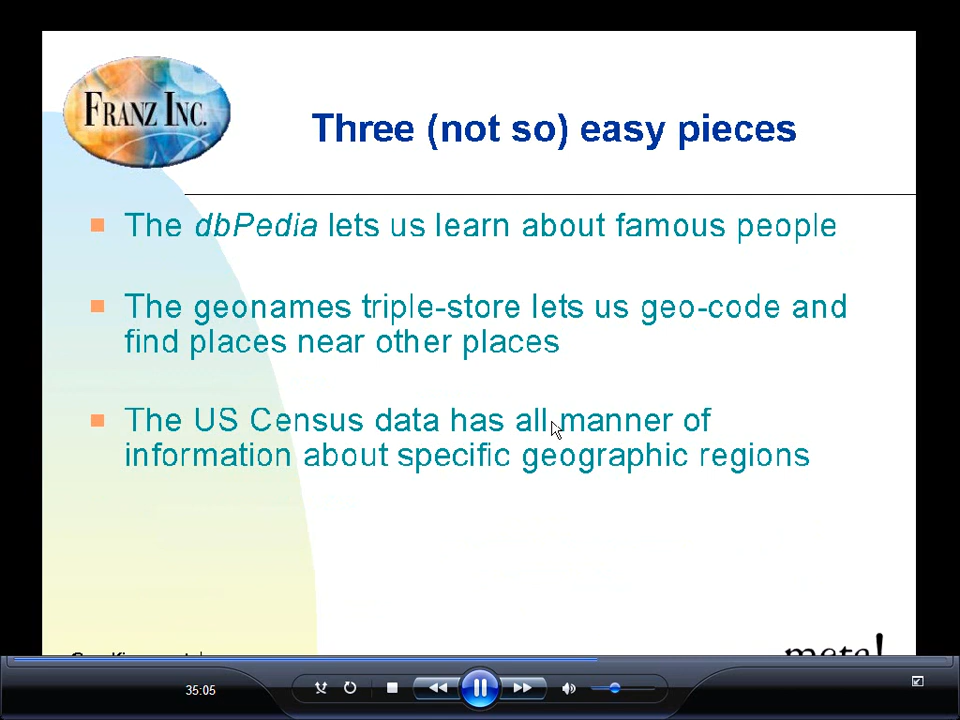 FRANZ INC.
Three (not so) easy pieces
The dbPedia lets us learn about famous people
The geonames triple-store lets us geo-code and
find places near other places
The US Census data has all manner of
information about specific geographic regions
35:05